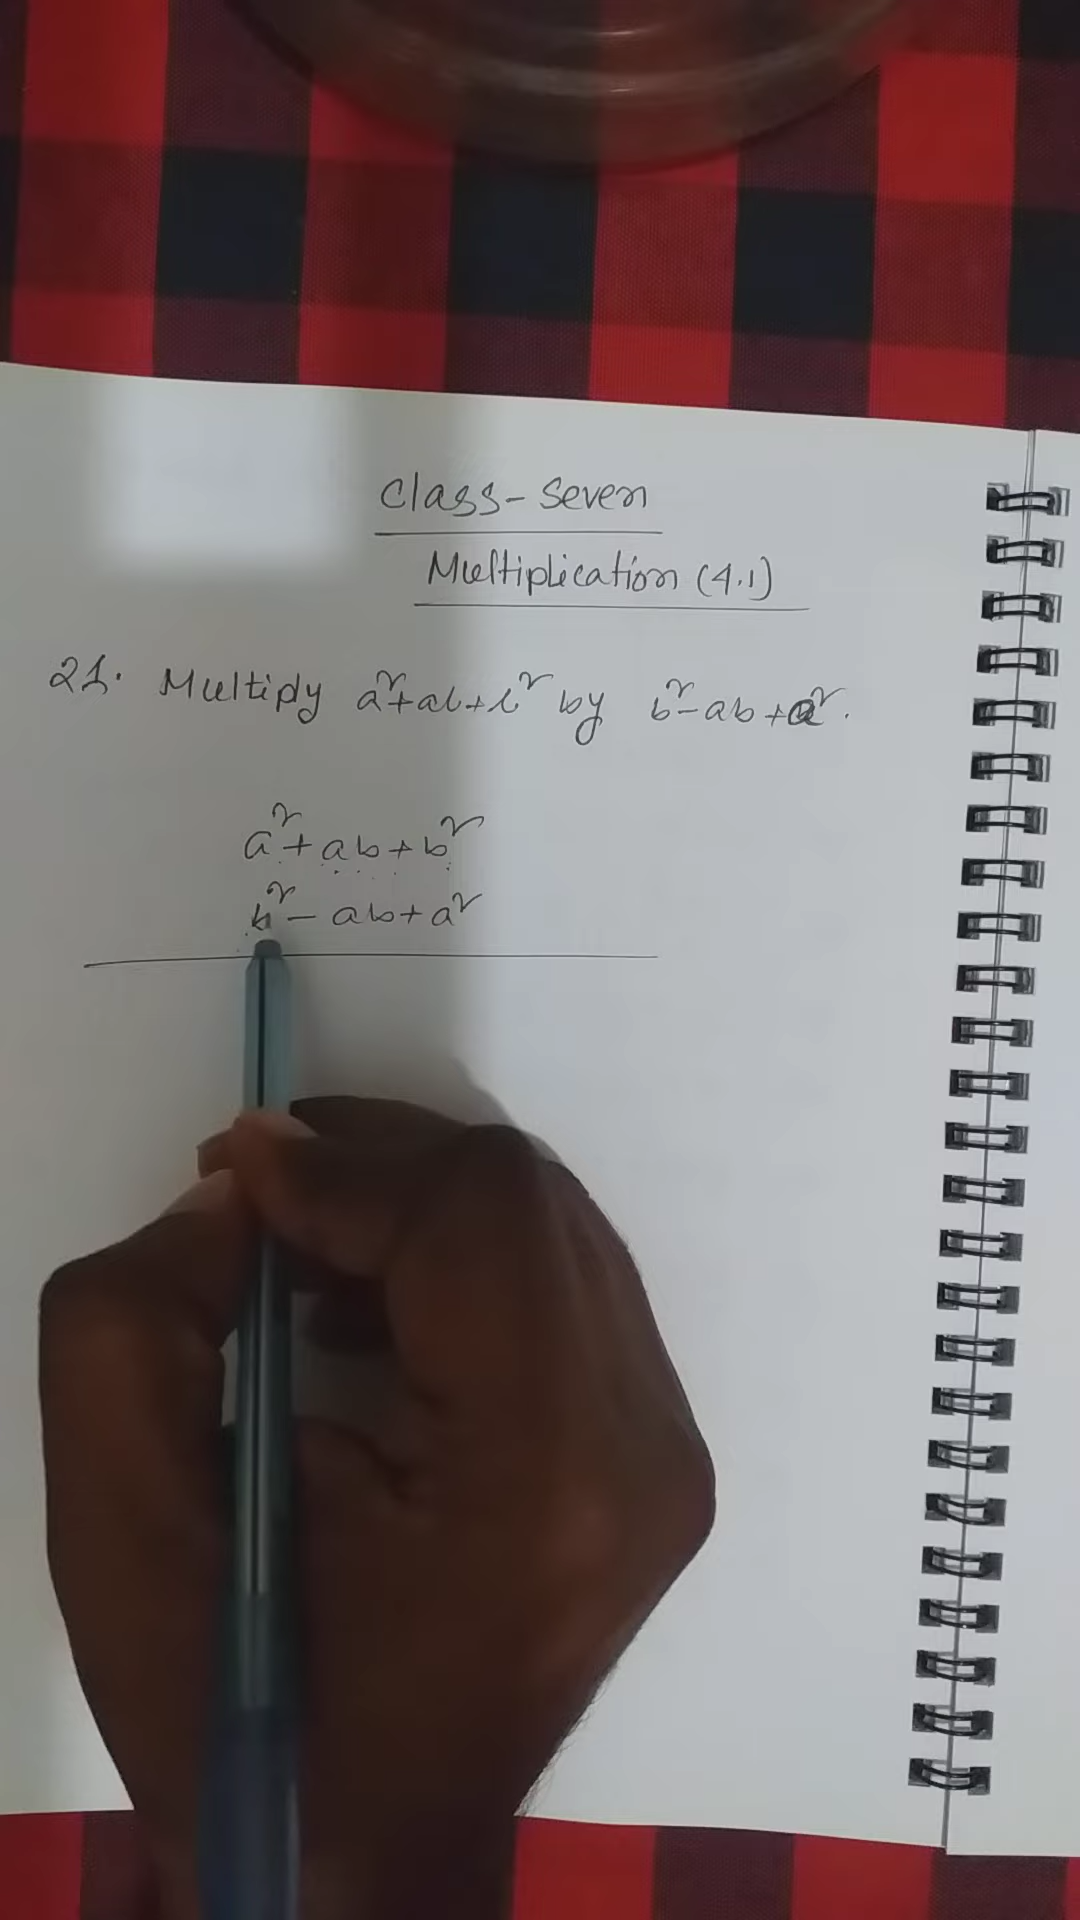 Class-Seven
Multiplication (4.1)
21. Multiply a²+ab+b² by b²-ab+a².
a²+ab+b²
b²-ab+a²